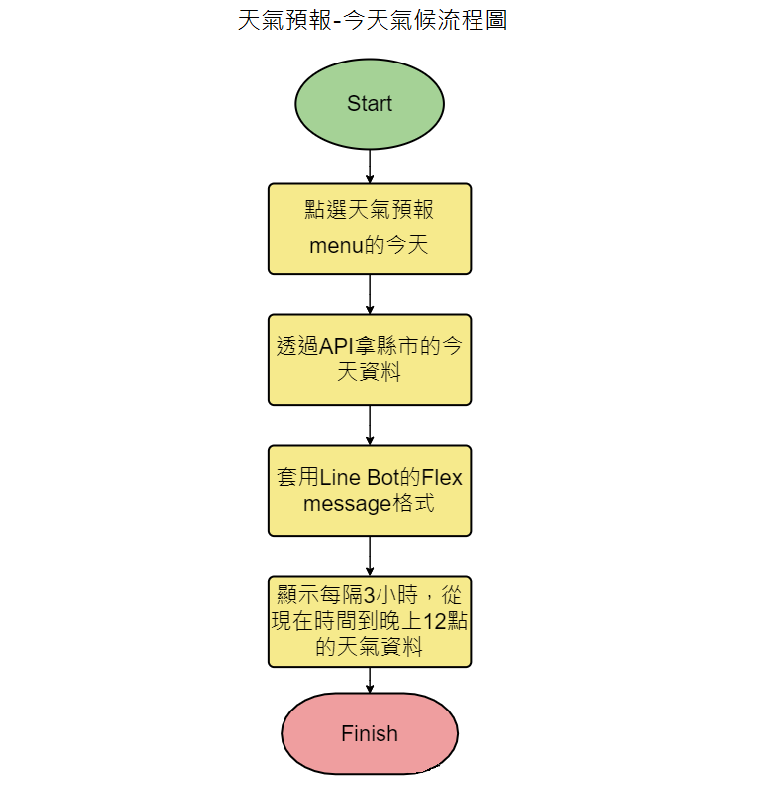 天氣預報-今天氣候流程圖
Start
點選天氣預報
menu的今天
透過API拿縣市的今
天資料
套用Line Bot的Flex
message格式
顯示每隔3小時，從
現在時間到晚上12點
的天氣資料
Finish